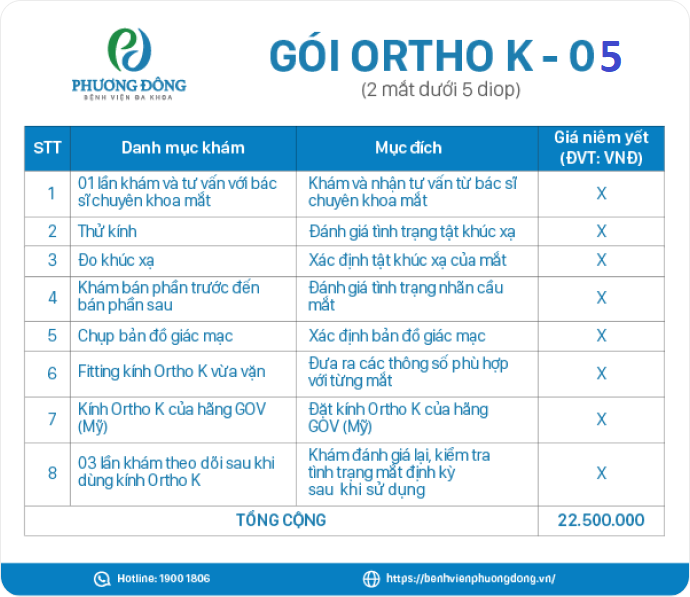 PHƯƠNG ĐÔNG
BỆNH VIỆN ĐA KHOA
GÓI ORTHO K - 05
(2 mắt dưới 5 diop)
STT Danh mục khám Mục đích Giá niêm yết (ĐVT: VNĐ)
1 01 lần khám và tư vấn với bác Khám và nhận tư vấn từ bác sĩ X
sĩ chuyên khoa mắt chuyên khoa mắt
2 Thử kính Đánh giá tình trạng tật khúc xạ X
3 Đo khúc xạ Xác định tật khúc xạ của mắt X
4 Khám bán phần trước đến Đánh giá tình trạng nhãn cầu X
bán phần sau mắt
5 Chụp bản đồ giác mạc Xác định bản đồ giác mạc X
6 Fitting kính Ortho K vừa vặn Đưa ra các thông số phù hợp X
với từng mắt
7 Kính Ortho K của hãng GOV Đặt kính Ortho K của hãng X
(Mỹ) GOV (Mỹ)
8 03 lần khám theo dõi sau khi Khám đánh giá lại, kiểm tra X
dùng kính Ortho K tình trạng mắt định kỳ
sau khi sử dụng
TỔNG CỘNG 22.500.000
Hotline: 1900 1806 https://benhvienphuongdong.vn/